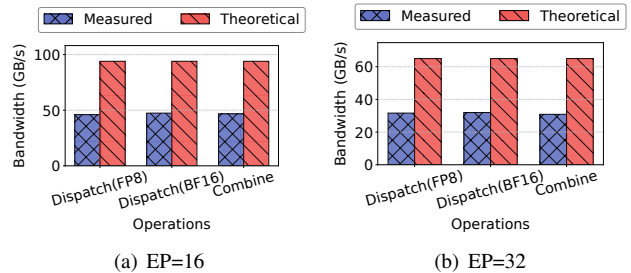 Measured Theoretical
Bandwidth (GB/s)
100
50
0
Dispatch(FP8)
Dispatch(BF16)
Combine
Operations
(a) EP=16
Measured Theoretical
Bandwidth (GB/s)
60
40
20
0
Dispatch(FP8)
Dispatch(BF16)
Combine
Operations
(b) EP=32